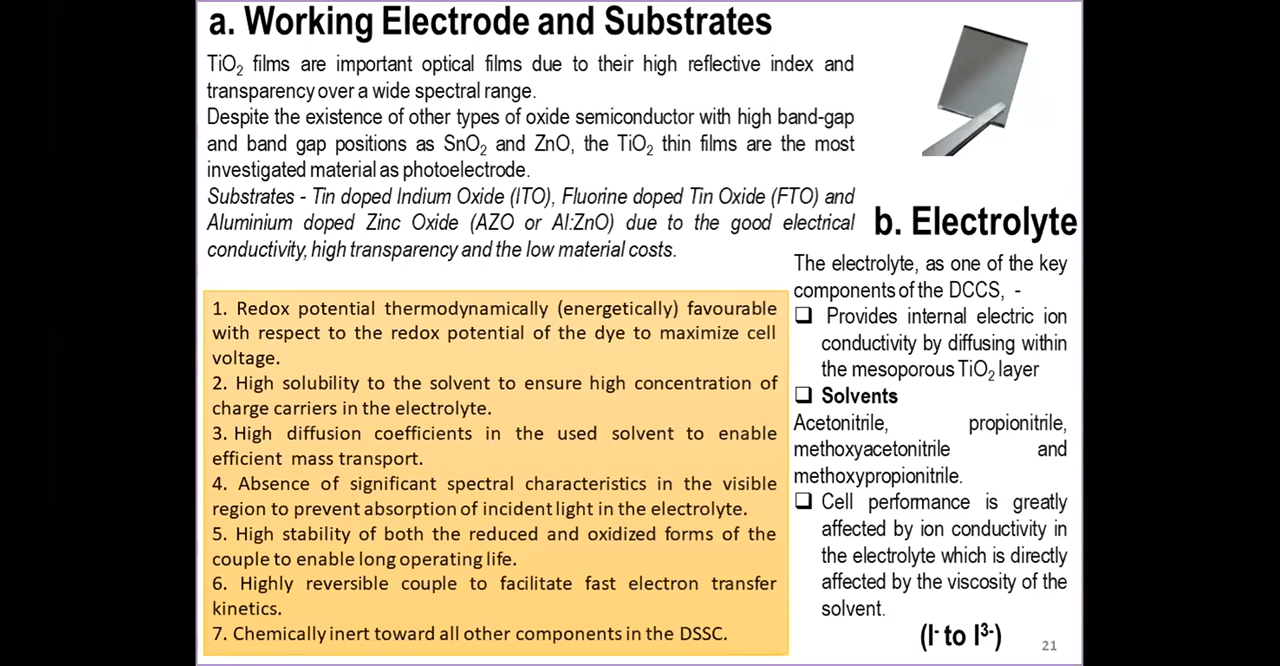 a. Working Electrode and Substrates
TiO₂ films are important optical films due to their high reflective index and
transparency over a wide spectral range.
Despite the existence of other types of oxide semiconductor with high band-gap
and band gap positions as SnO₂ and ZnO, the TiO₂ thin films are the most
investigated material as photoelectrode.
Substrates - Tin doped Indium Oxide (ITO), Fluorine doped Tin Oxide (FTO) and
Aluminium doped Zinc Oxide (AZO or Al:ZnO) due to the good electrical
conductivity, high transparency and the low material costs.
1. Redox potential thermodynamically (energetically) favourable
with respect to the redox potential of the dye to maximize cell
voltage.
2. High solubility to the solvent to ensure high concentration of
charge carriers in the electrolyte.
3. High diffusion coefficients in the used solvent to enable
efficient mass transport.
4. Absence of significant spectral characteristics in the visible
region to prevent absorption of incident light in the electrolyte.
5. High stability of both the reduced and oxidized forms of the
couple to enable long operating life.
6. Highly reversible couple to facilitate fast electron transfer
kinetics.
7. Chemically inert toward all other components in the DSSC.
b. Electrolyte
The electrolyte, as one of the key
components of the DCCS, -
❑ Provides internal electric ion
conductivity by diffusing within
the mesoporous TiO₂ layer
❑ Solvents
Acetonitrile, propionitrile,
methoxyacetonitrile and
methoxypropionitrile.
❑ Cell performance is greatly
affected by ion conductivity in
the electrolyte which is directly
affected by the viscosity of the
solvent.
(I⁻ to I³⁻)
21